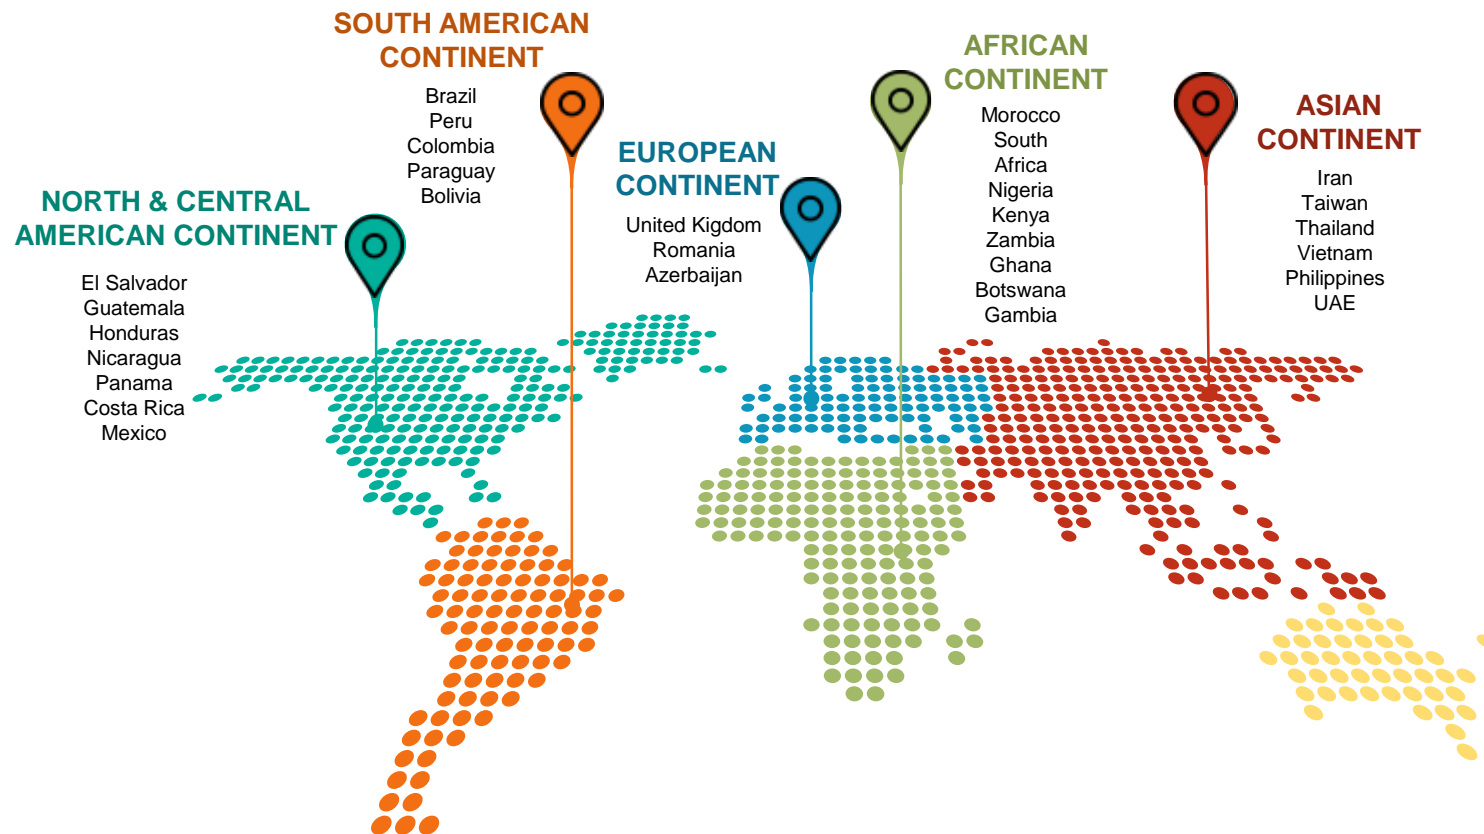 SOUTH AMERICAN
CONTINENT
Brazil
Peru
Colombia
Paraguay
Bolivia
AFRICAN
CONTINENT
Morocco
South
Africa
Nigeria
Kenya
Zambia
Ghana
Botswana
Gambia
ASIAN
CONTINENT
Iran
Taiwan
Thailand
Vietnam
Philippines
UAE
EUROPEAN
CONTINENT
United Kigdom
Romania
Azerbaijan
NORTH & CENTRAL
AMERICAN CONTINENT
El Salvador
Guatemala
Honduras
Nicaragua
Panama
Costa Rica
Mexico